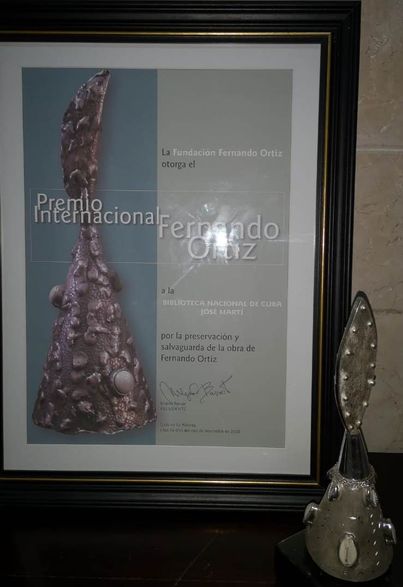 La Fundación Fernando Ortiz
otorga el
Premio
Internacional
Fernando
Ortiz
a la
BIBLIOTECA NACIONAL DE CUBA
JOSÉ MARTÍ
por la preservación y
salvaguarda de la obra de
Fernando Ortiz
PRESIDENTE